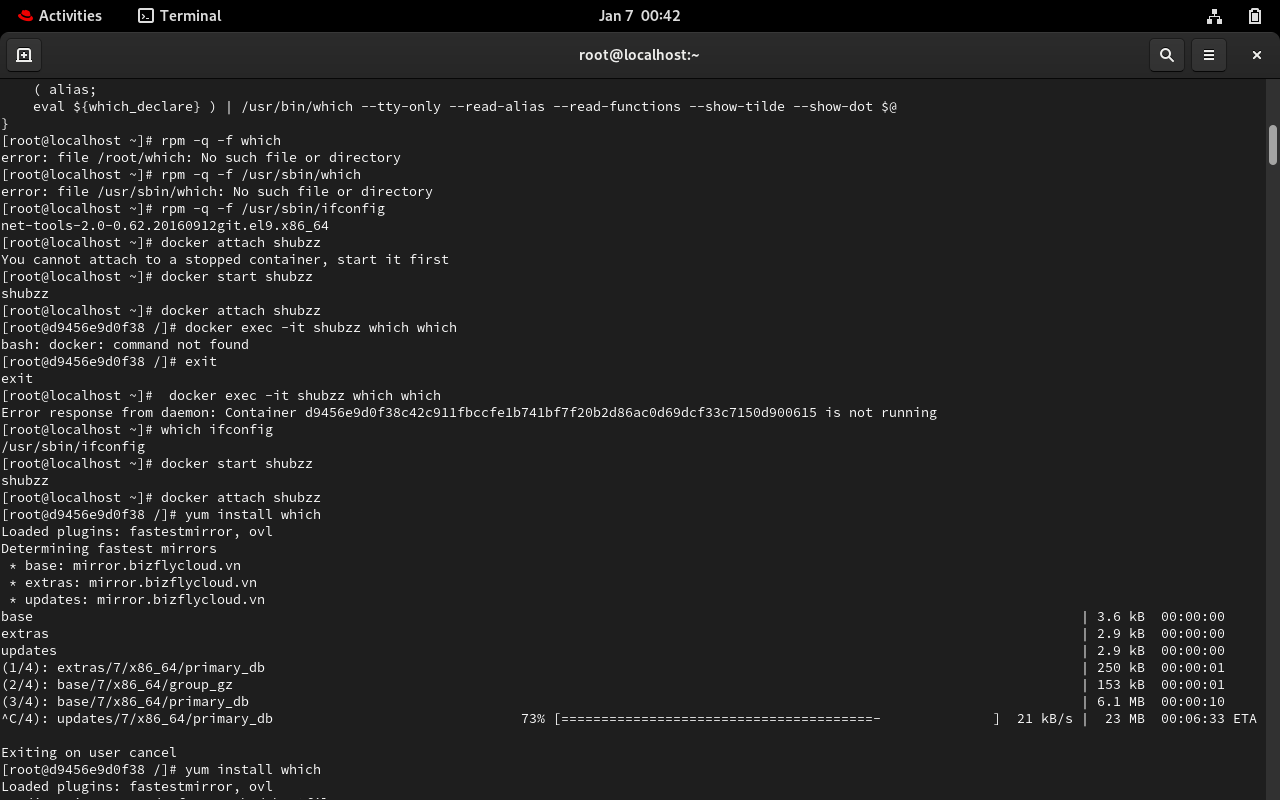 Activities
Terminal
Jan 7 00:42
root@localhost:~
( alias;
eval ${which_declare} ) | /usr/bin/which --tty-only --read-alias --read-functions --show-tilde --show-dot $@
}
[root@localhost ~]# rpm -q -f which
error: file /root/which: No such file or directory
[root@localhost ~]# rpm -q -f /usr/sbin/which
error: file /usr/sbin/which: No such file or directory
[root@localhost ~]# rpm -q -f /usr/sbin/ifconfig
net-tools-2.0-0.62.20160912git.el9.x86_64
[root@localhost ~]# docker attach shubzz
You cannot attach to a stopped container, start it first
[root@localhost ~]# docker start shubzz
shubzz
[root@localhost ~]# docker attach shubzz
[root@d9456e9d0f38 /]# docker exec -it shubzz which which
bash: docker: command not found
[root@d9456e9d0f38 /]# exit
exit
[root@localhost ~]#  docker exec -it shubzz which which
Error response from daemon: Container d9456e9d0f38c42c911fbccfe1b741bf7f20b2d86ac0d69dcf33c7150d900615 is not running
[root@localhost ~]# which ifconfig
/usr/sbin/ifconfig
[root@localhost ~]# docker start shubzz
shubzz
[root@localhost ~]# docker attach shubzz
[root@d9456e9d0f38 /]# yum install which
Loaded plugins: fastestmirror, ovl
Determining fastest mirrors
* base: mirror.bizflycloud.vn
* extras: mirror.bizflycloud.vn
* updates: mirror.bizflycloud.vn
base | 3.6 kB 00:00:00
extras | 2.9 kB 00:00:00
updates | 2.9 kB 00:00:00
(1/4): extras/7/x86_64/primary_db | 250 kB 00:00:01
(2/4): base/7/x86_64/group_gz | 153 kB 00:00:01
(3/4): base/7/x86_64/primary_db | 6.1 MB 00:00:10
^C/4): updates/7/x86_64/primary_db 73% [=======================================- ] 21 kB/s | 23 MB 00:06:33 ETA
Exiting on user cancel
[root@d9456e9d0f38 /]# yum install which
Loaded plugins: fastestmirror, ovl